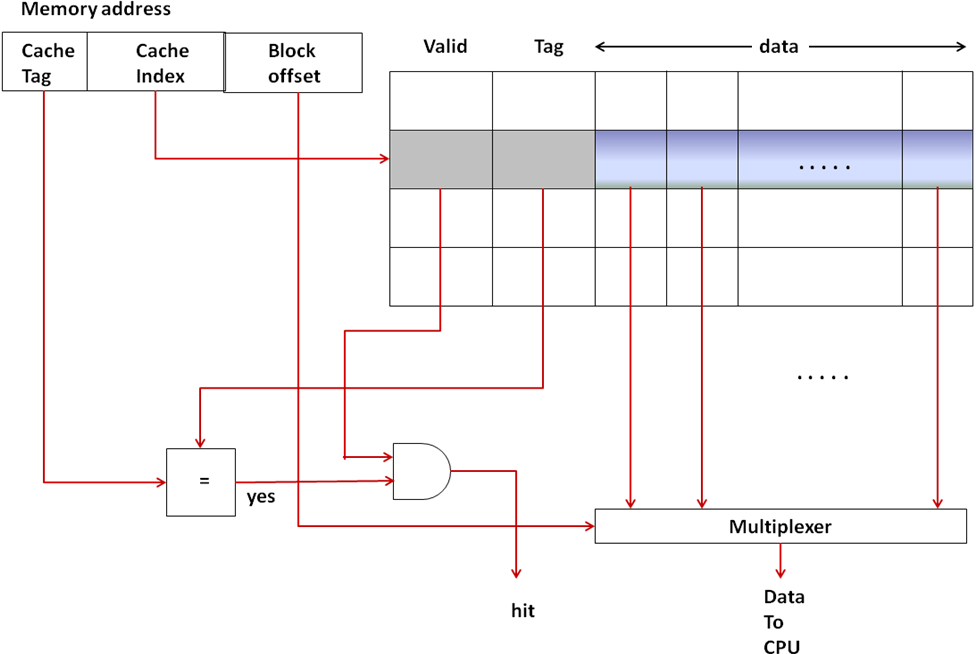 Memory address
Cache Tag
Cache Index
Block offset
Valid
Tag
data
.....
.....
=
yes
hit
Multiplexer
Data
To
CPU